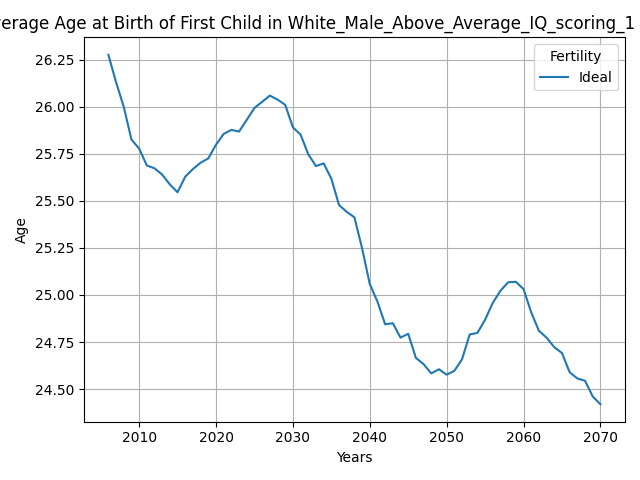 verage Age at Birth of First Child in White_Male_Above_Average_IQ_scoring_1
Fertility
Ideal
Age
26.25
26.00
25.75
25.50
25.25
25.00
24.75
24.50
2010 2020 2030 2040 2050 2060 2070
Years